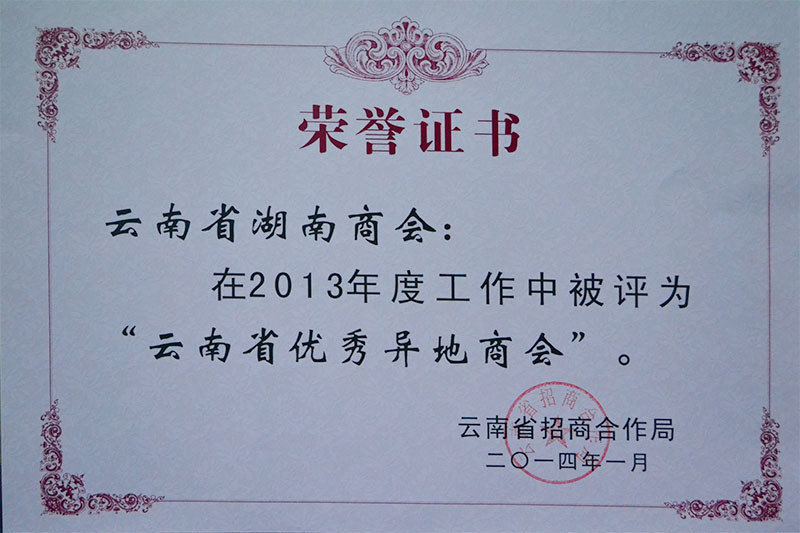 荣誉证书
云南省湖南商会：
在2013年度工作中被评为
“云南省优秀异地商会”。
云南省招商合作局
二〇一四年一月